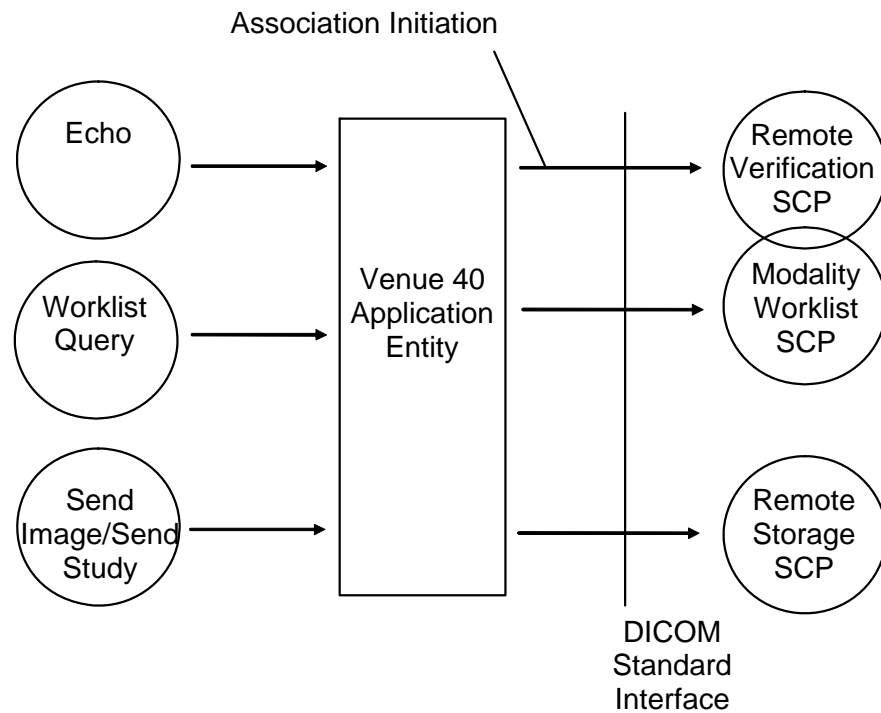 Association Initiation
Echo
Remote
Verification
SCP
Venue 40
Application
Entity
Worklist
Query
Modality
Worklist
SCP
Send
Image/Send
Study
Remote
Storage
SCP
DICOM
Standard
Interface